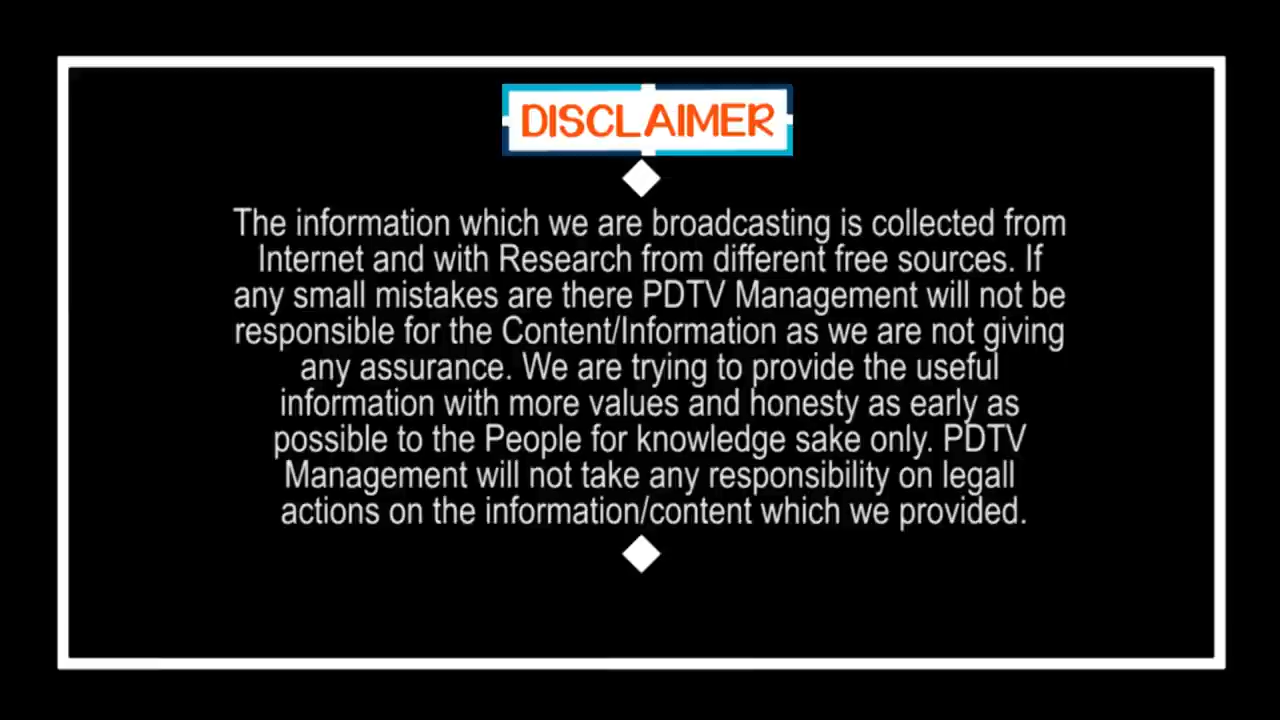 DISCLAIMER
The information which we are broadcasting is collected from
Internet and with Research from different free sources. If
any small mistakes are there PDTV Management will not be
responsible for the Content/Information as we are not giving
any assurance. We are trying to provide the useful
information with more values and honesty as early as
possible to the People for knowledge sake only. PDTV
Management will not take any responsibility on legall
actions on the information/content which we provided.